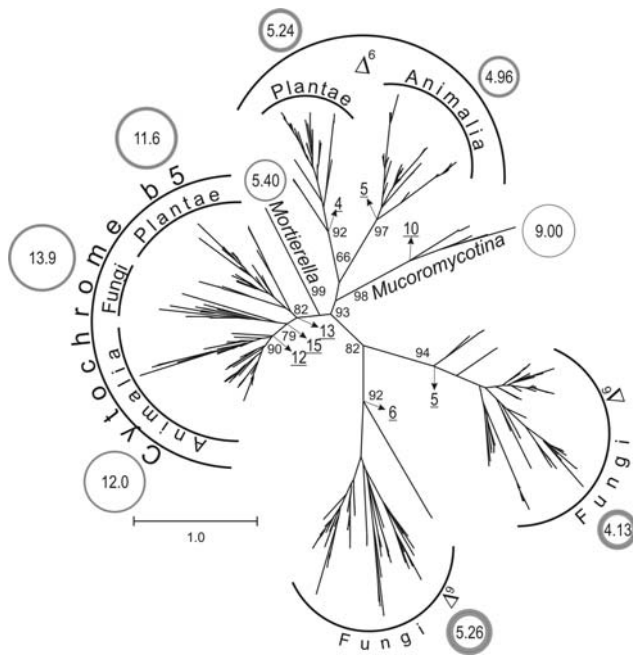 5.24
Δ6
4.96
Plantae
Animalia
11.6
5.40
4
5
10
9.00
92
97
66
Cytochrome b5
Plantae
Mortierella
Mucoromycotina
13.9
Fungi
99
98
93
82
13
79
15
90
12
82
94
Animalia
92
6
5
Δ9
Fungi
12.0
4.13
1.0
Δ9
Fungi
5.26